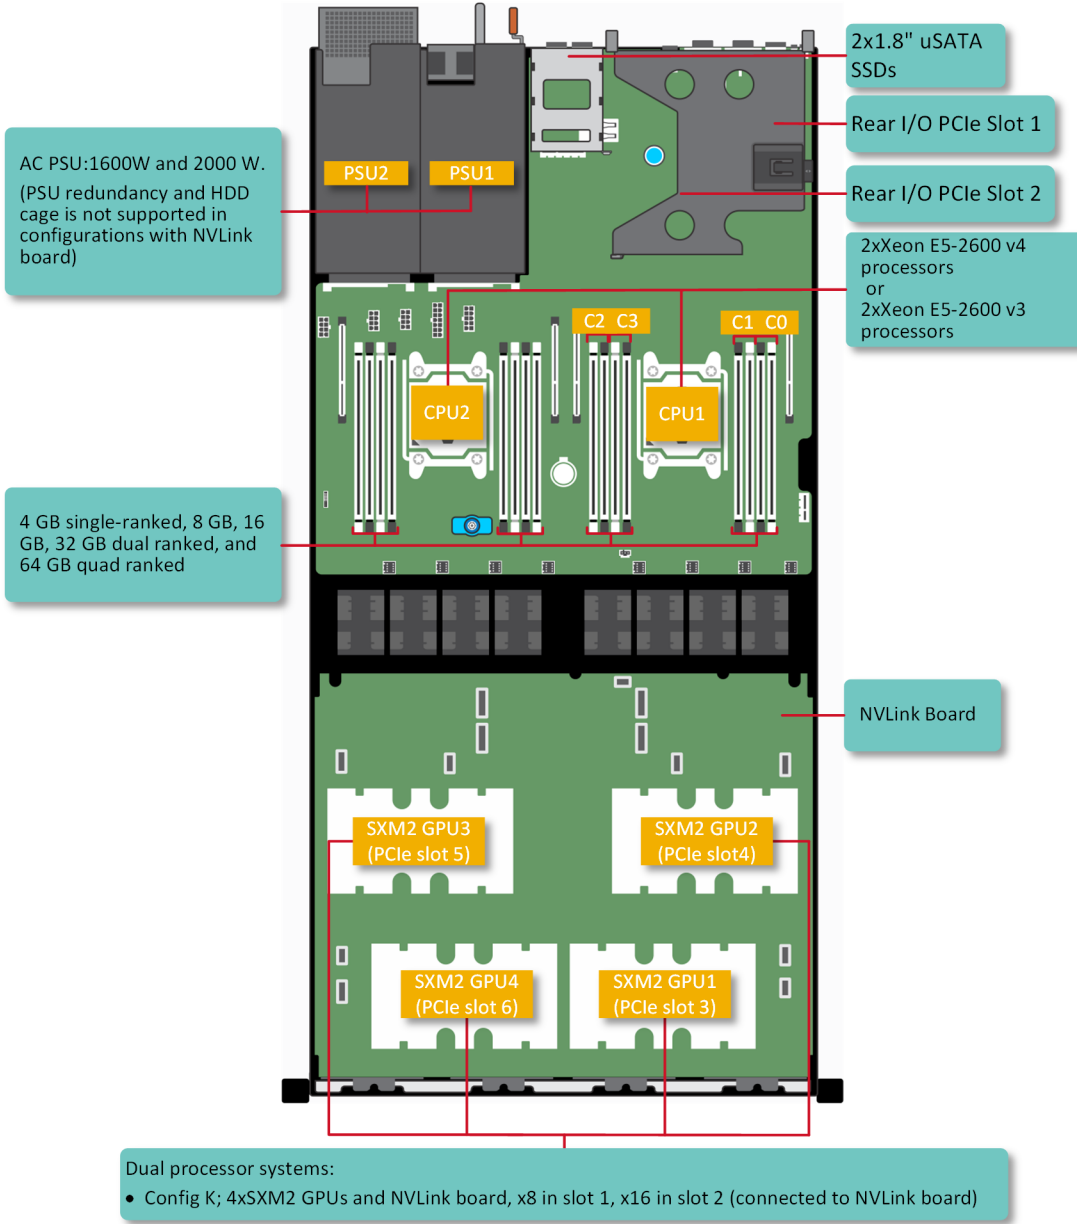 2x1.8" uSATA
SSDs
Rear I/O PCIe Slot 1
AC PSU:1600W and 2000 W.
(PSU redundancy and HDD
cage is not supported in
configurations with NVLink
board)
PSU2
PSU1
Rear I/O PCIe Slot 2
2xXeon E5-2600 v4
processors
or
2xXeon E5-2600 v3
processors
C2 C3
C1 C0
CPU2
CPU1
4 GB single-ranked, 8 GB, 16
GB, 32 GB dual ranked, and
64 GB quad ranked
NVLink Board
SXM2 GPU3
(PCIe slot 5)
SXM2 GPU2
(PCIe slot4)
SXM2 GPU4
(PCIe slot 6)
SXM2 GPU1
(PCIe slot 3)
Dual processor systems:
• Config K; 4xSXM2 GPUs and NVLink board, x8 in slot 1, x16 in slot 2 (connected to NVLink board)